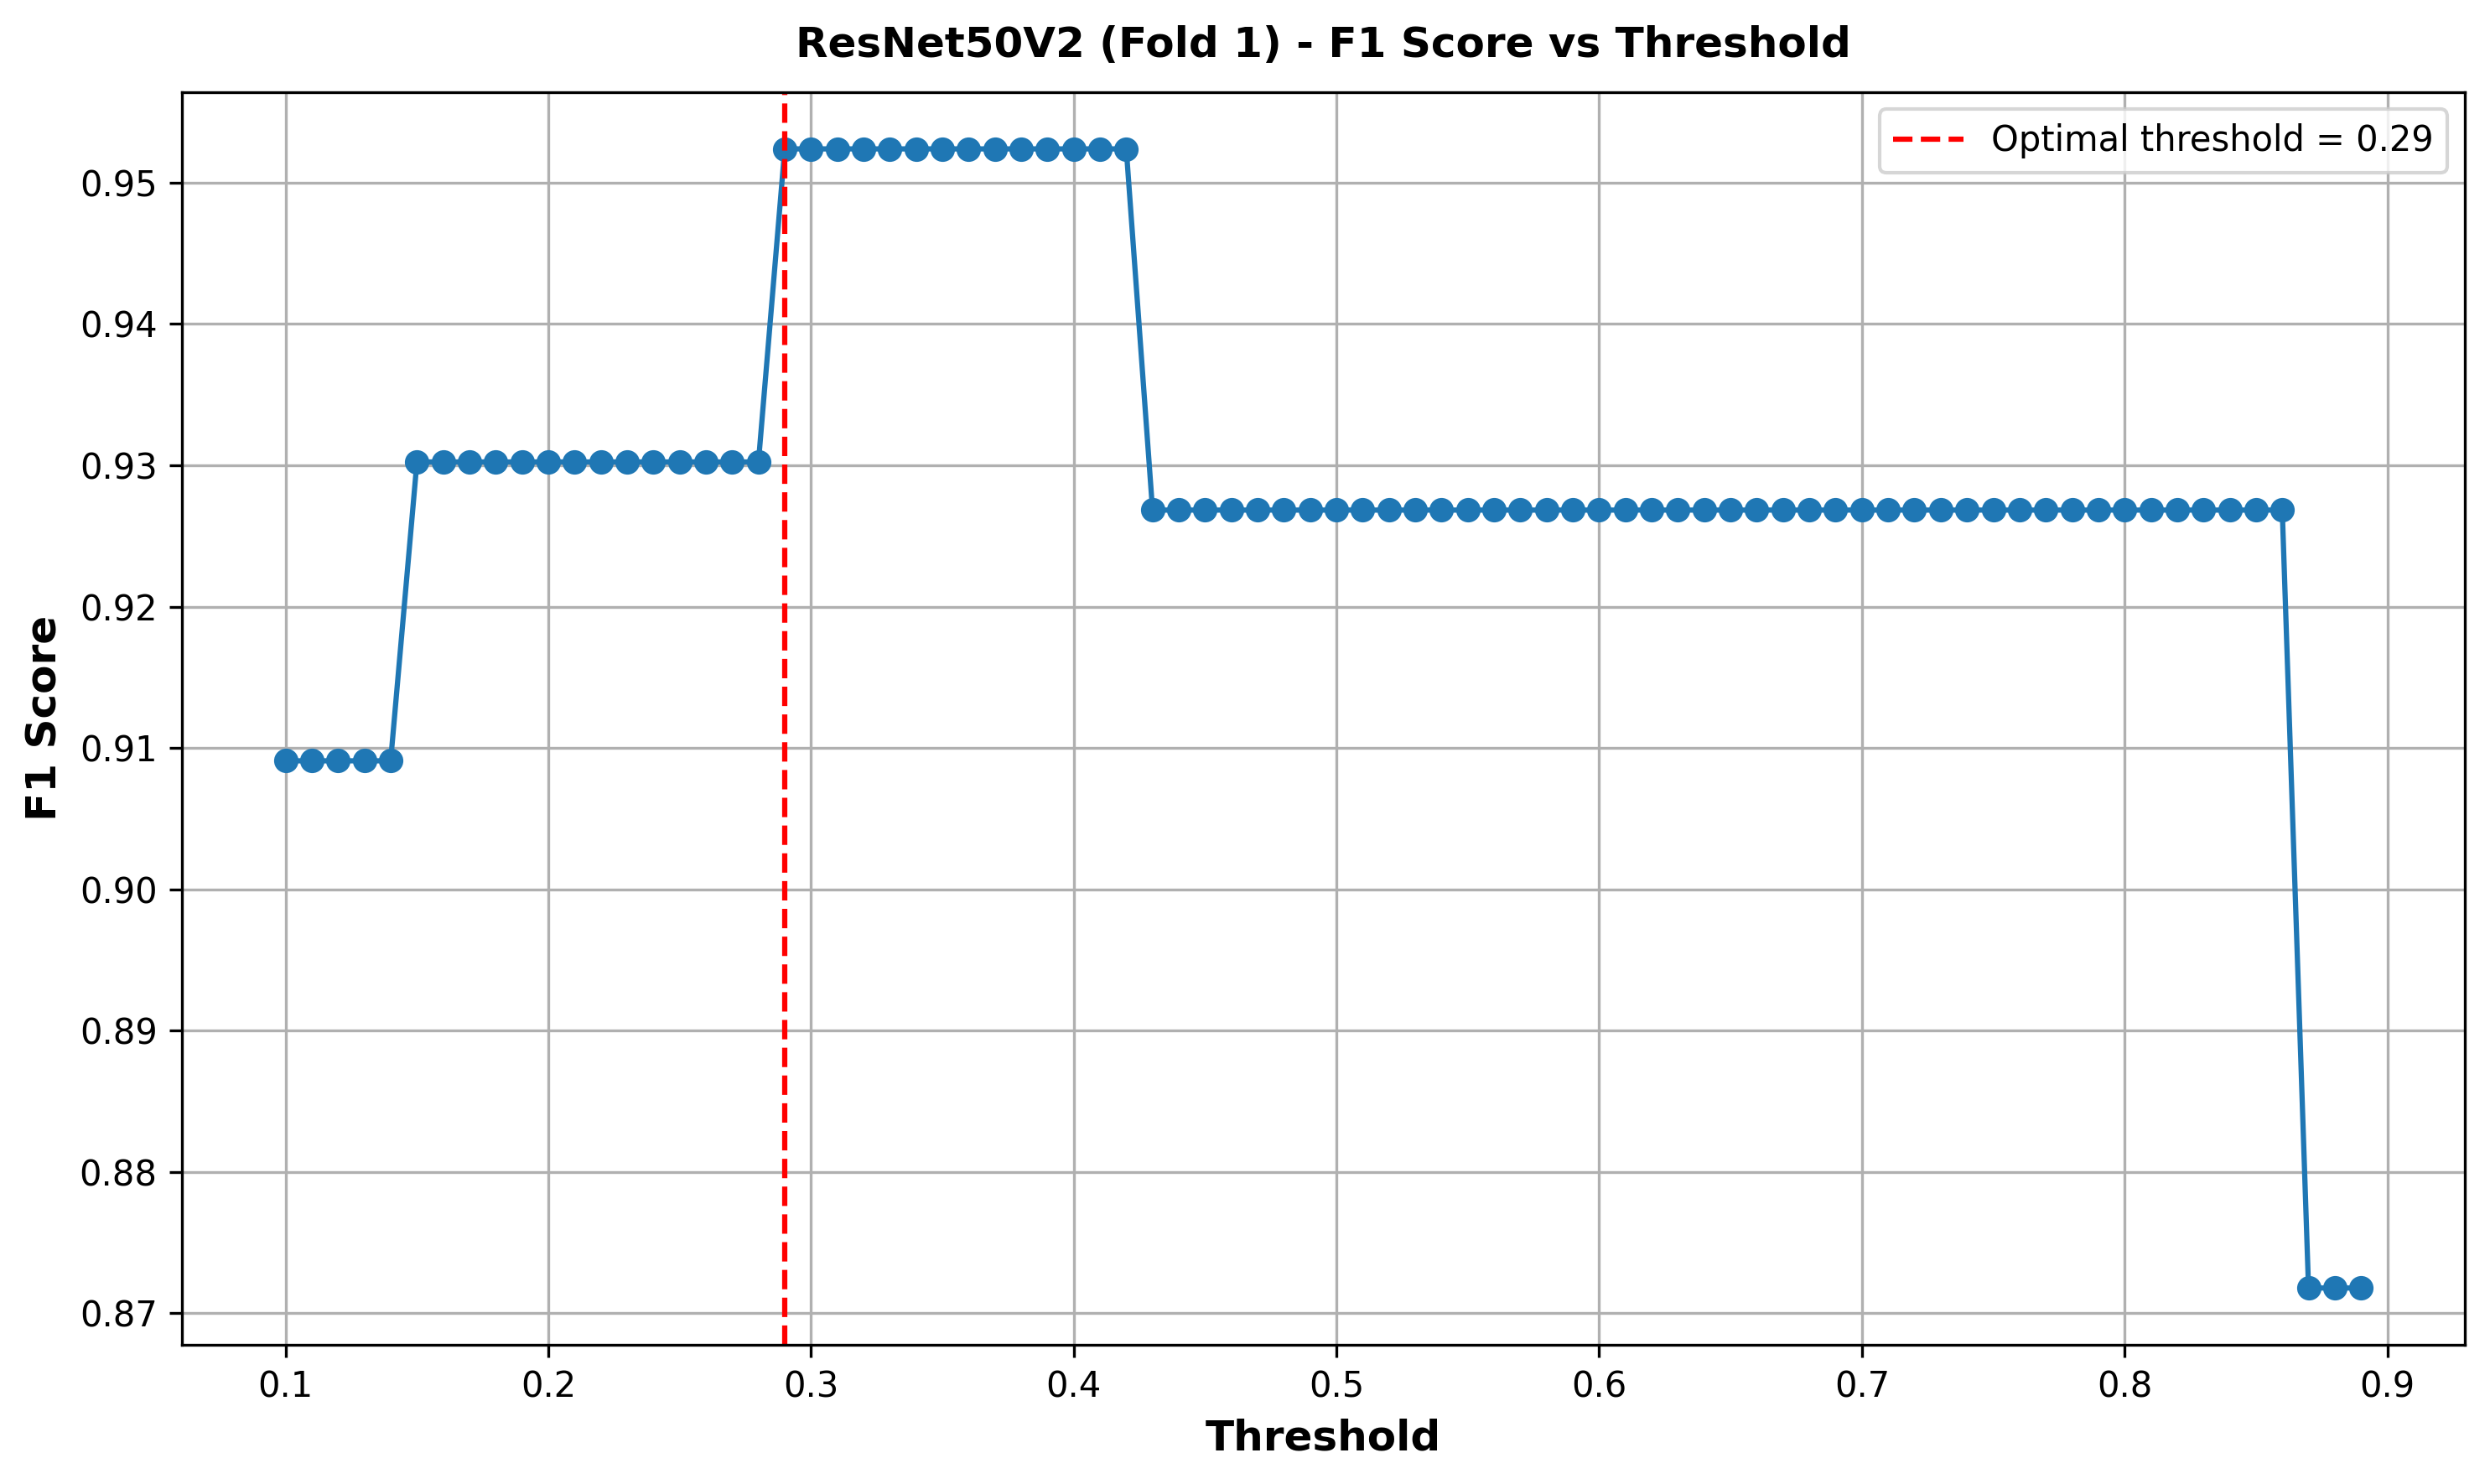 ResNet50V2 (Fold 1) - F1 Score vs Threshold
Optimal threshold = 0.29
F1 Score
0.95
0.94
0.93
0.92
0.91
0.90
0.89
0.88
0.87
0.1 0.2 0.3 0.4 0.5 0.6 0.7 0.8 0.9
Threshold